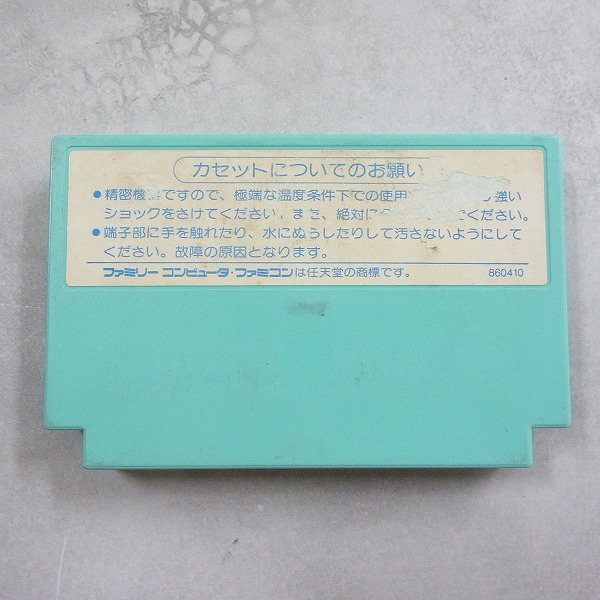 カセットについてのお願い
●精密機 ですので、極端な温度条件下での使用 強い
ショックをさけてください。また、絶対に ください。
●端子部に手を触れたり、水にぬらしたりして汚さないようにして
ください。故障の原因となります。
ファミリーコンピュータ・ファミコンは任天堂の商標です。 860410